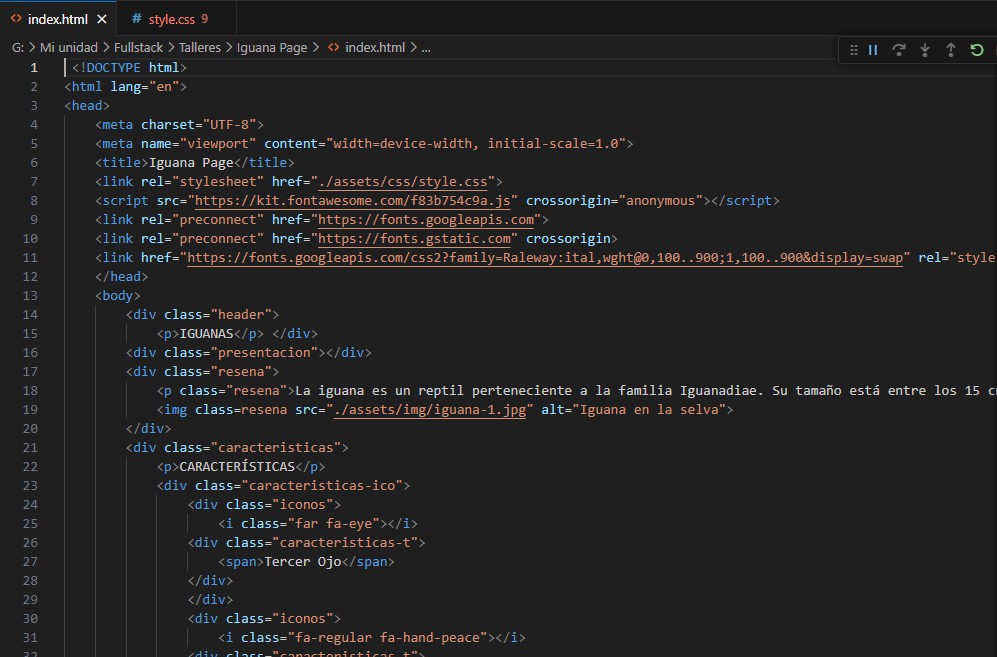 index.html
style.css 9
G: > Mi unidad > Fullstack > Talleres > Iguana Page > index.html > ...
1 <!DOCTYPE html>
2 <html lang="en">
3 <head>
4 <meta charset="UTF-8">
5 <meta name="viewport" content="width=device-width, initial-scale=1.0">
6 <title>Iguana Page</title>
7 <link rel="stylesheet" href="./assets/css/style.css">
8 <script src="https://kit.fontawesome.com/f83b754c9a.js" crossorigin="anonymous"></script>
9 <link rel="preconnect" href="https://fonts.googleapis.com">
10 <link rel="preconnect" href="https://fonts.gstatic.com" crossorigin>
11 <link href="https://fonts.googleapis.com/css2?family=Raleway:ital,wght@0,100..900;1,100..900&display=swap" rel="style
12 </head>
13 <body>
14 <div class="header">
15 <p>IGUANAS</p> </div>
16 <div class="presentacion"></div>
17 <div class="resena">
18 <p class="resena">La iguana es un reptil perteneciente a la familia Iguanadiae. Su tamaño está entre los 15 c
19 <img class=resena src="./assets/img/iguana-1.jpg" alt="Iguana en la selva">
20 </div>
21 <div class="caracteristicas">
22 <p>CARACTERÍSTICAS</p>
23 <div class="caracteristicas-ico">
24 <div class="iconos">
25 <i class="far fa-eye"></i>
26 <div class="caracteristicas-t">
27 <span>Tercer Ojo</span>
28 </div>
29 </div>
30 <div class="iconos">
31 <i class="fa-regular fa-hand-peace"></i>
32 <div class="caracteristicas-t">